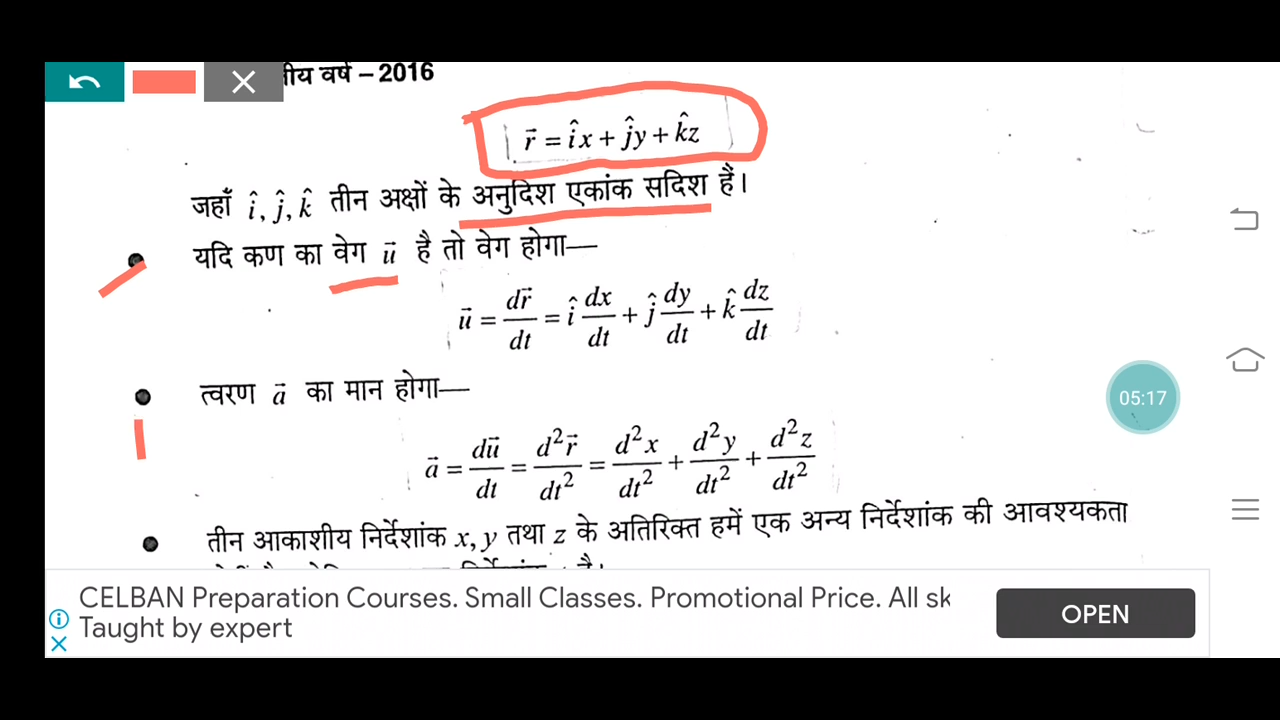 ीय वर्ष – 2016
r⃗ = îx + ĵy + k̂z
जहाँ î, ĵ, k̂ तीन अक्षों के अनुदिश एकांक सदिश हैं।
यदि कण का वेग u⃗ है तो वेग होगा—
u⃗ = dr⃗/dt = î dx/dt + ĵ dy/dt + k̂ dz/dt
त्वरण a⃗ का मान होगा—
05:17
a⃗ = du⃗/dt = d²r⃗/dt² = d²x/dt² + d²y/dt² + d²z/dt²
तीन आकाशीय निर्देशांक x, y तथा z के अतिरिक्त हमें एक अन्य निर्देशांक की आवश्यकता
CELBAN Preparation Courses. Small Classes. Promotional Price. All sk
Taught by expert
OPEN